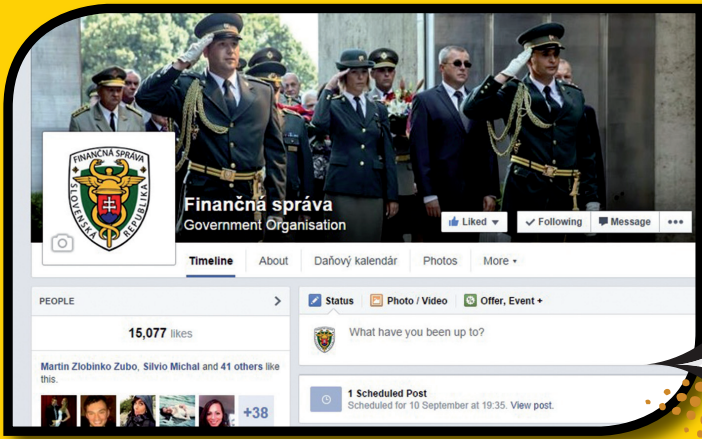 FINANČNÁ SPRÁVA
SLOVENSKÁ REPUBLIKA
Finančná správa
Government Organisation
Liked
Following
Message
Timeline
About
Daňový kalendár
Photos
More
PEOPLE
15,077 likes
Martin Zlobinko Zubo, Silvio Michal and 41 others like
this.
+38
Status
Photo / Video
Offer, Event +
What have you been up to?
1 Scheduled Post
Scheduled for 10 September at 19:35. View post.